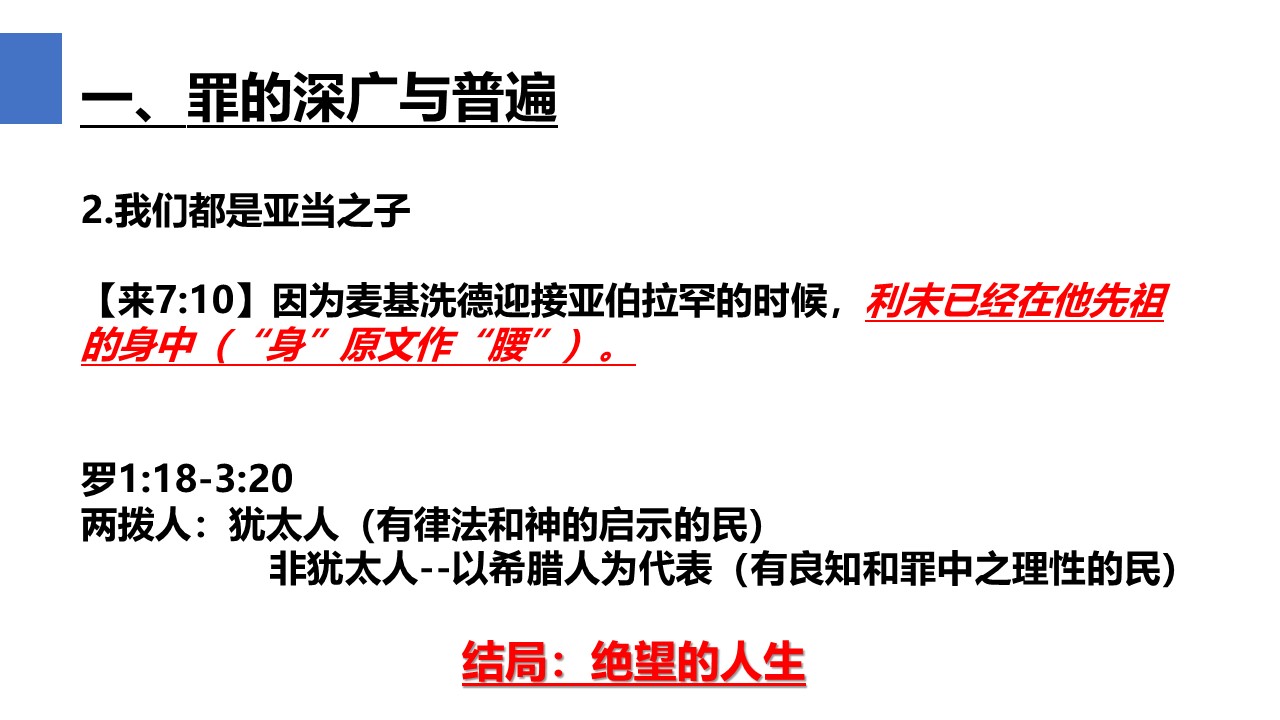 一、罪的深广与普遍
2.我们都是亚当之子
【来7:10】因为麦基洗德迎接亚伯拉罕的时候，利未已经在他先祖
的身中（“身”原文作“腰”）。
罗1:18-3:20
两拨人：犹太人（有律法和神的启示的民）
非犹太人--以希腊人为代表（有良知和罪中之理性的民）
结局：绝望的人生